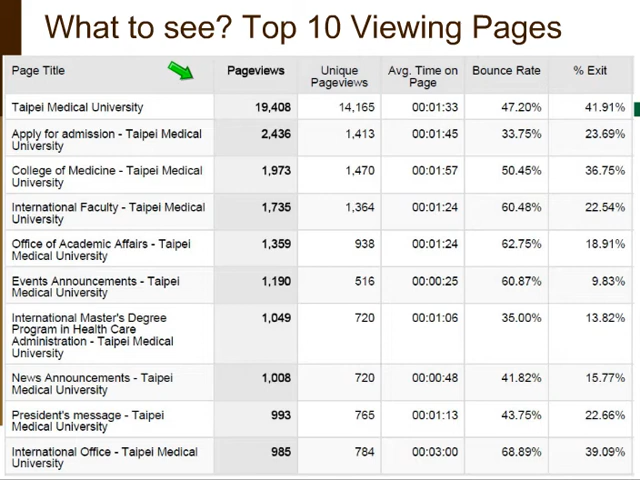 What to see? Top 10 Viewing Pages
Page Title Pageviews Unique Pageviews Avg. Time on Page Bounce Rate % Exit
Taipei Medical University 19,408 14,165 00:01:33 47.20% 41.91%
Apply for admission - Taipei Medical University 2,436 1,413 00:01:45 33.75% 23.69%
College of Medicine - Taipei Medical University 1,973 1,470 00:01:57 50.45% 36.75%
International Faculty - Taipei Medical University 1,735 1,364 00:01:24 60.48% 22.54%
Office of Academic Affairs - Taipei Medical University 1,359 938 00:01:24 62.75% 18.91%
Events Announcements - Taipei Medical University 1,190 516 00:00:25 60.87% 9.83%
International Master's Degree Program in Health Care Administration - Taipei Medical University 1,049 720 00:01:06 35.00% 13.82%
News Announcements - Taipei Medical University 1,008 720 00:00:48 41.82% 15.77%
President's message - Taipei Medical University 993 765 00:01:13 43.75% 22.66%
International Office - Taipei Medical University 985 784 00:03:00 68.89% 39.09%